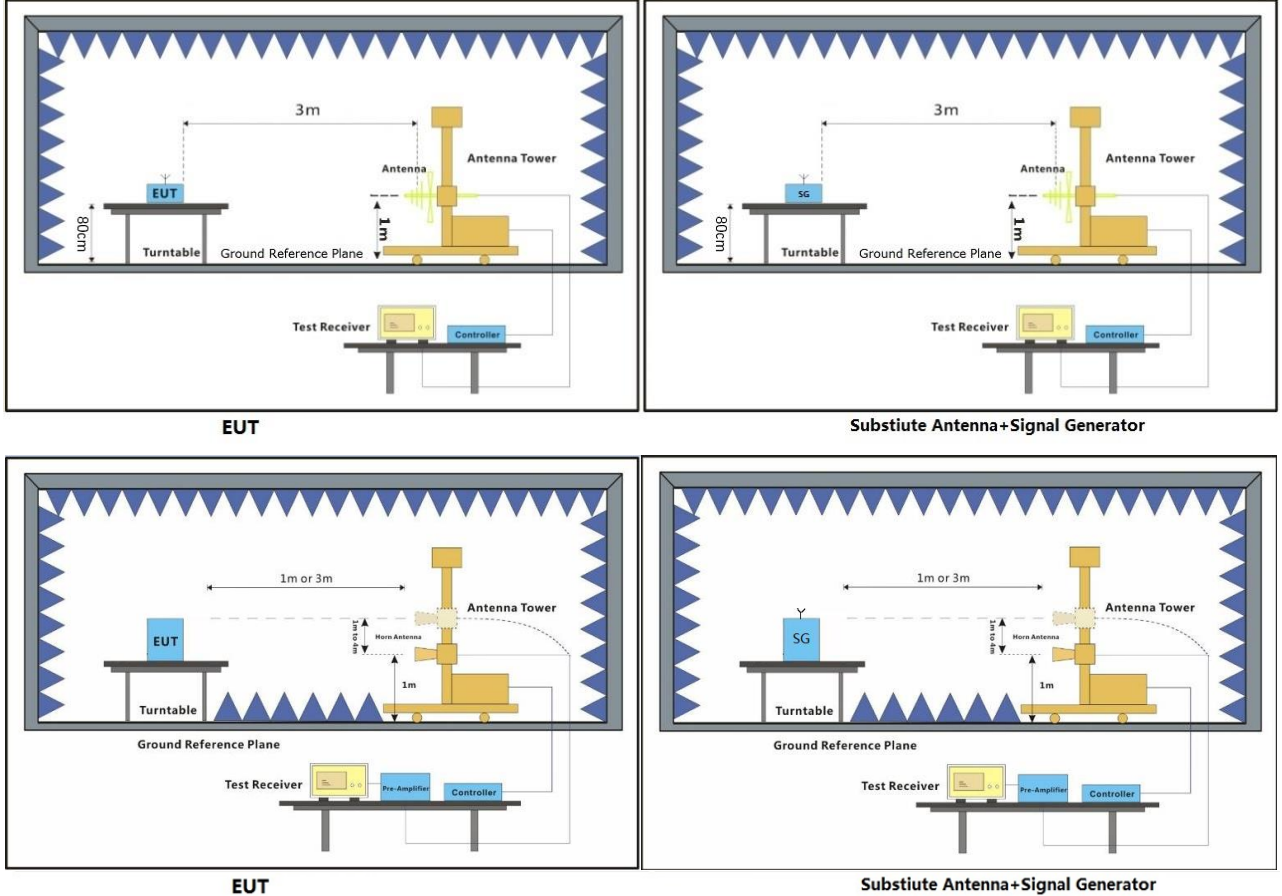 3m
Antenna Tower
Antenna
EUT
80cm
1m
Turntable
Ground Reference Plane
Test Receiver
Controller
EUT
3m
Antenna Tower
Antenna
SG
80cm
1m
Turntable
Ground Reference Plane
Test Receiver
Controller
Substiute Antenna+Signal Generator
1m or 3m
Antenna Tower
1m to 4m
Horn Antenna
EUT
1m
Turntable
Ground Reference Plane
Test Receiver
Pre-Amplifier
Controller
EUT
1m or 3m
Antenna Tower
1m to 4m
Horn Antenna
SG
1m
Turntable
Ground Reference Plane
Test Receiver
Pre-Amplifier
Controller
Substiute Antenna+Signal Generator